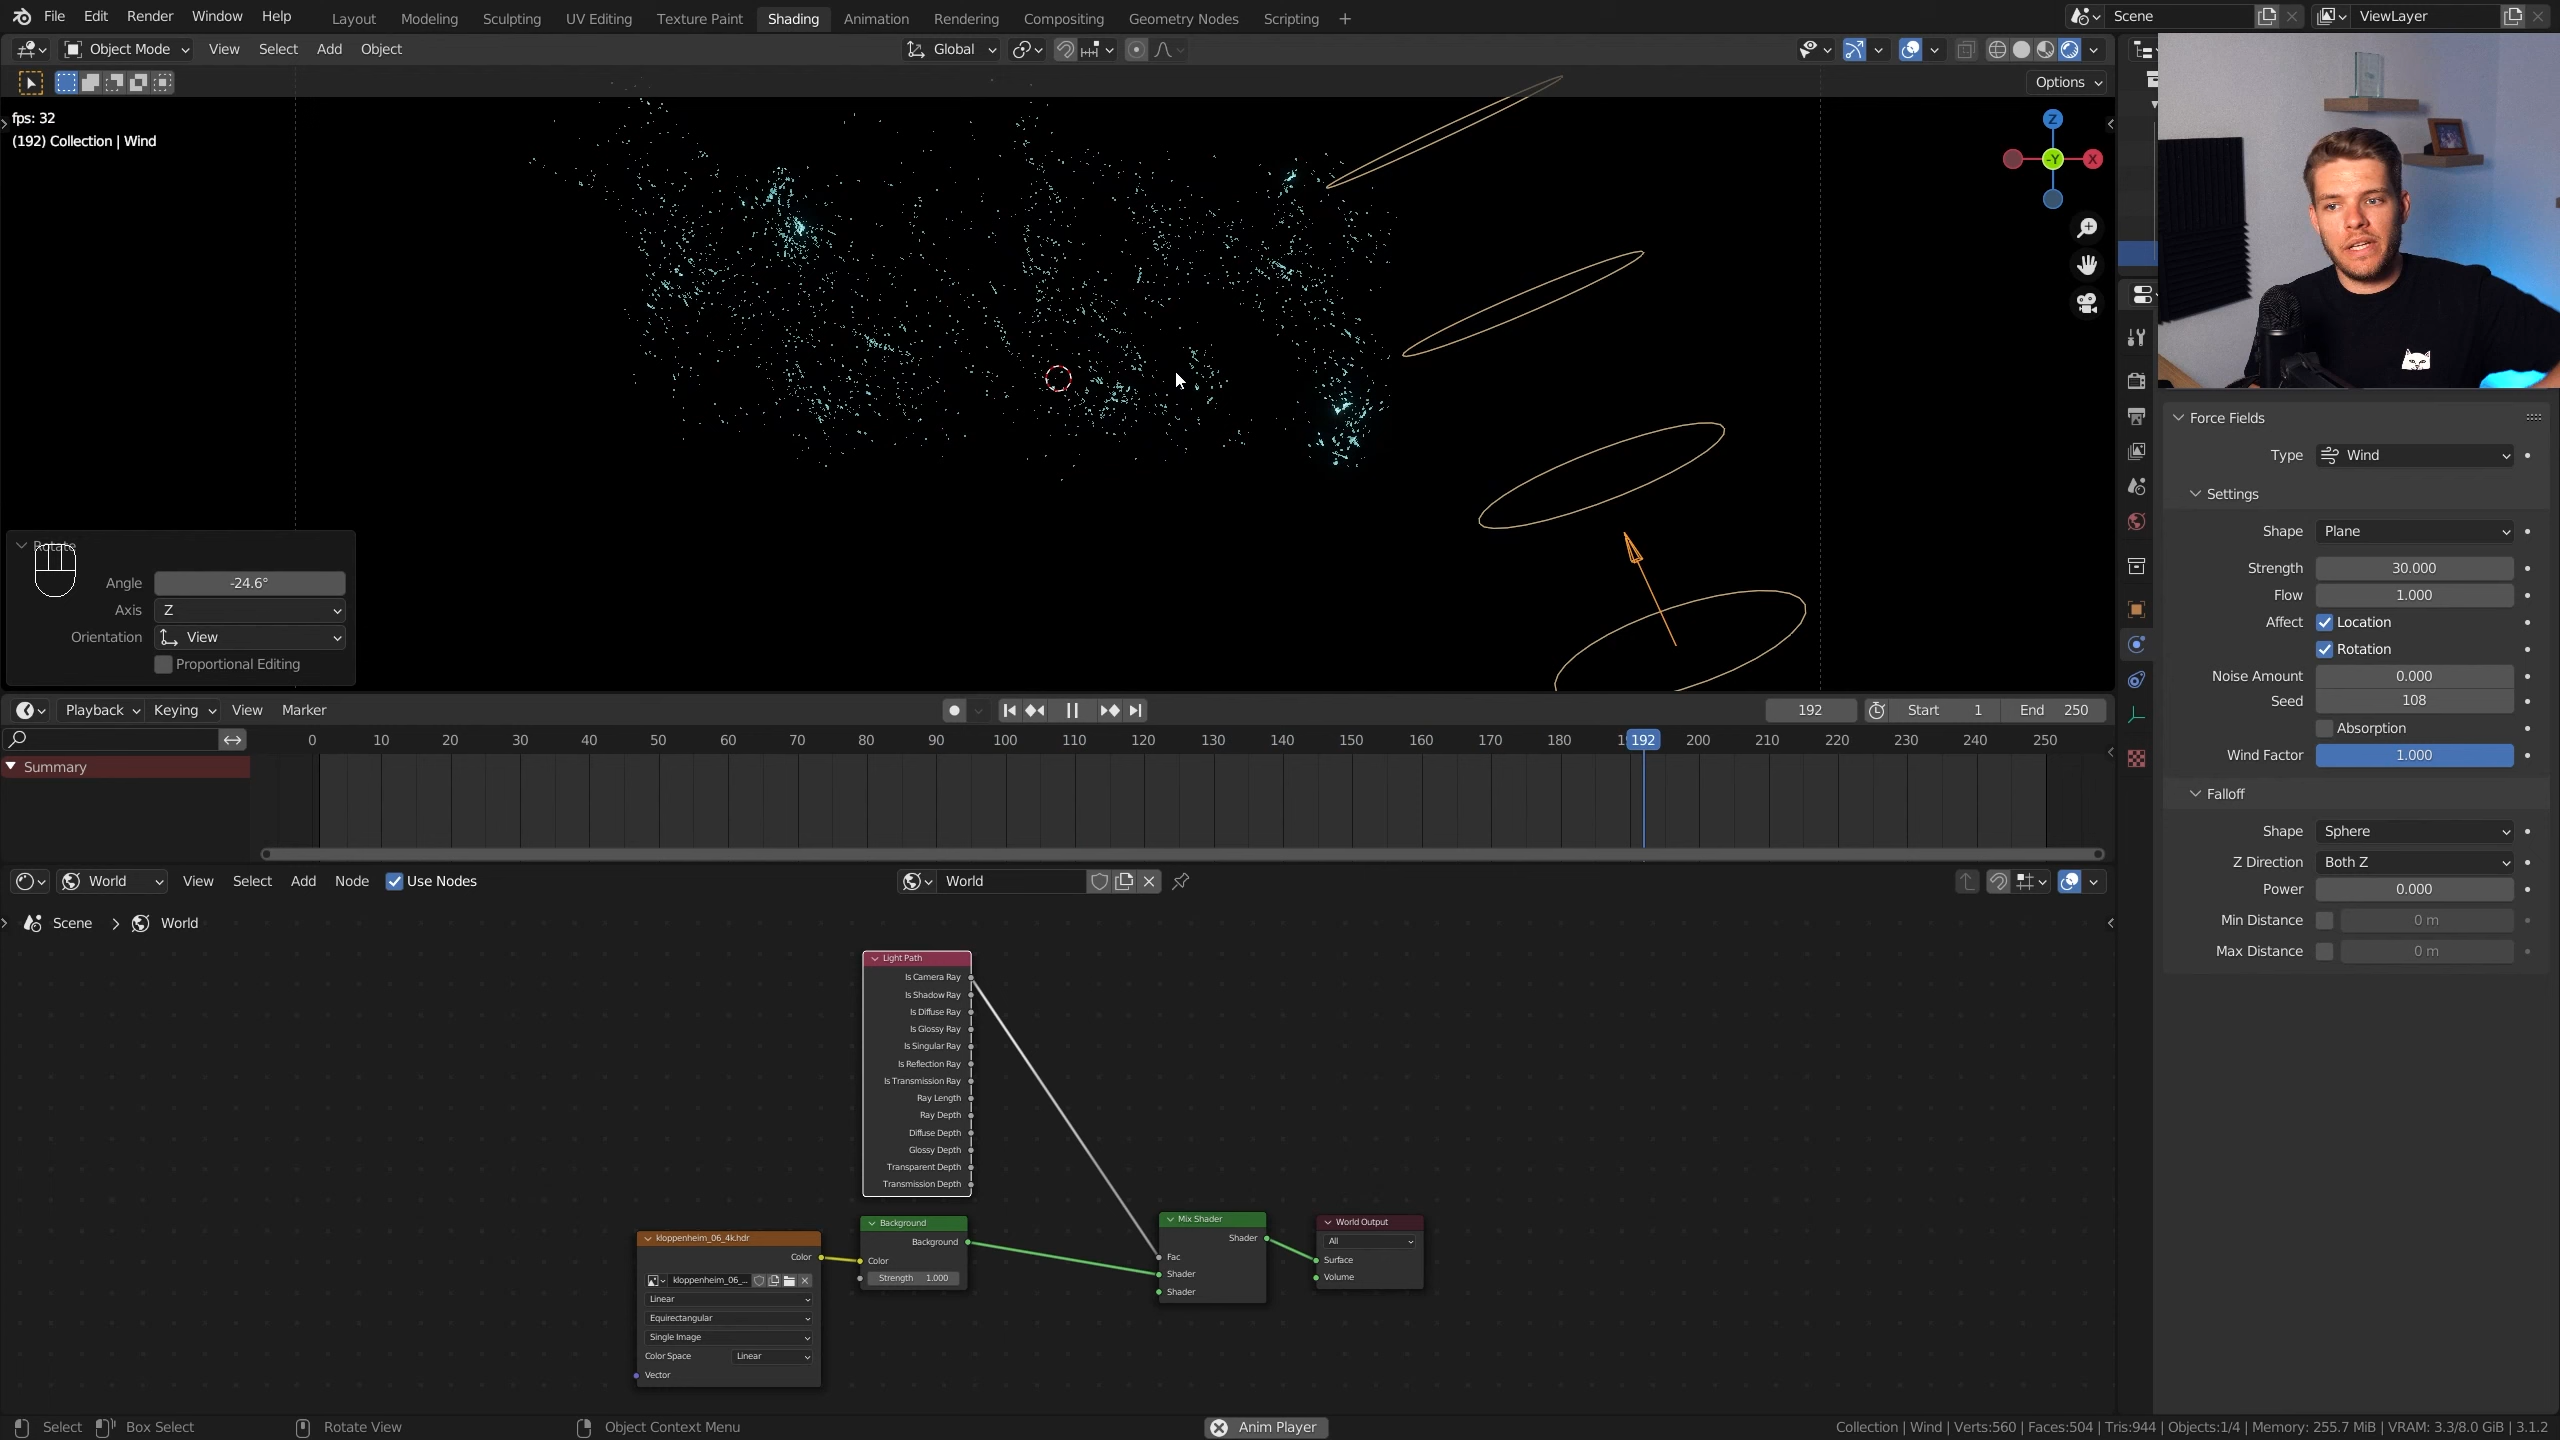 File Edit Render Window Help Layout Modeling Sculpting UV Editing Texture Paint Shading Animation Rendering Compositing Geometry Nodes Scripting Scene ViewLayer
Object Mode View Select Add Object Global
Options
fps: 32
(192) Collection | Wind
Z
-Y X
Rotate
Angle -24.6°
Axis Z
Orientation View
Proportional Editing
Force Fields
Type Wind
Settings
Shape Plane
Strength 30.000
Flow 1.000
Affect Location
Rotation
Noise Amount 0.000
Seed 108
Absorption
Wind Factor 1.000
Falloff
Shape Sphere
Z Direction Both Z
Power 0.000
Min Distance 0 m
Max Distance 0 m
Playback Keying View Marker 192 Start 1 End 250
0 10 20 30 40 50 60 70 80 90 100 110 120 130 140 150 160 170 180 192 200 210 220 230 240 250
Summary
World View Select Add Node Use Nodes World
Scene > World
Light Path
Is Camera Ray
Is Shadow Ray
Is Diffuse Ray
Is Glossy Ray
Is Singular Ray
Is Reflection Ray
Is Transmission Ray
Ray Length
Ray Depth
Diffuse Depth
Glossy Depth
Transparent Depth
Transmission Depth
kloppenheim_06_4k.hdr
Color
kloppenheim_06_...
Linear
Equirectangular
Single Image
Color Space Linear
Vector
Background
Background
Color
Strength 1.000
Mix Shader
Shader
Fac
Shader
Shader
World Output
All
Surface
Volume
Select Box Select Rotate View Object Context Menu Anim Player Collection | Wind | Verts:560 | Faces:504 | Tris:944 | Objects:1/4 | Memory: 255.7 MiB | VRAM: 3.3/8.0 GiB | 3.1.2